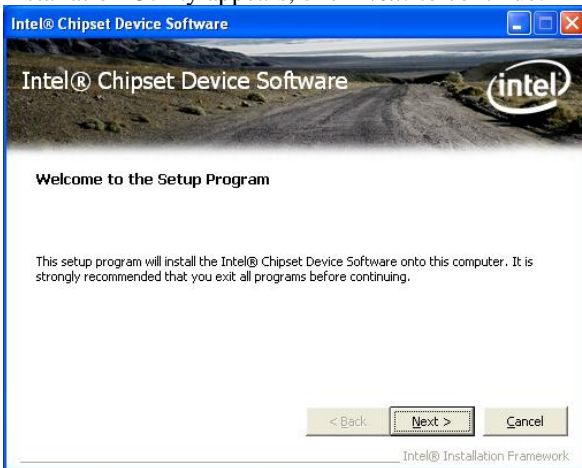 Intel® Chipset Device Software
Intel® Chipset Device Software
intel
Welcome to the Setup Program
This setup program will install the Intel® Chipset Device Software onto this computer. It is
strongly recommended that you exit all programs before continuing.
< Back
Next >
Cancel
Intel® Installation Framework